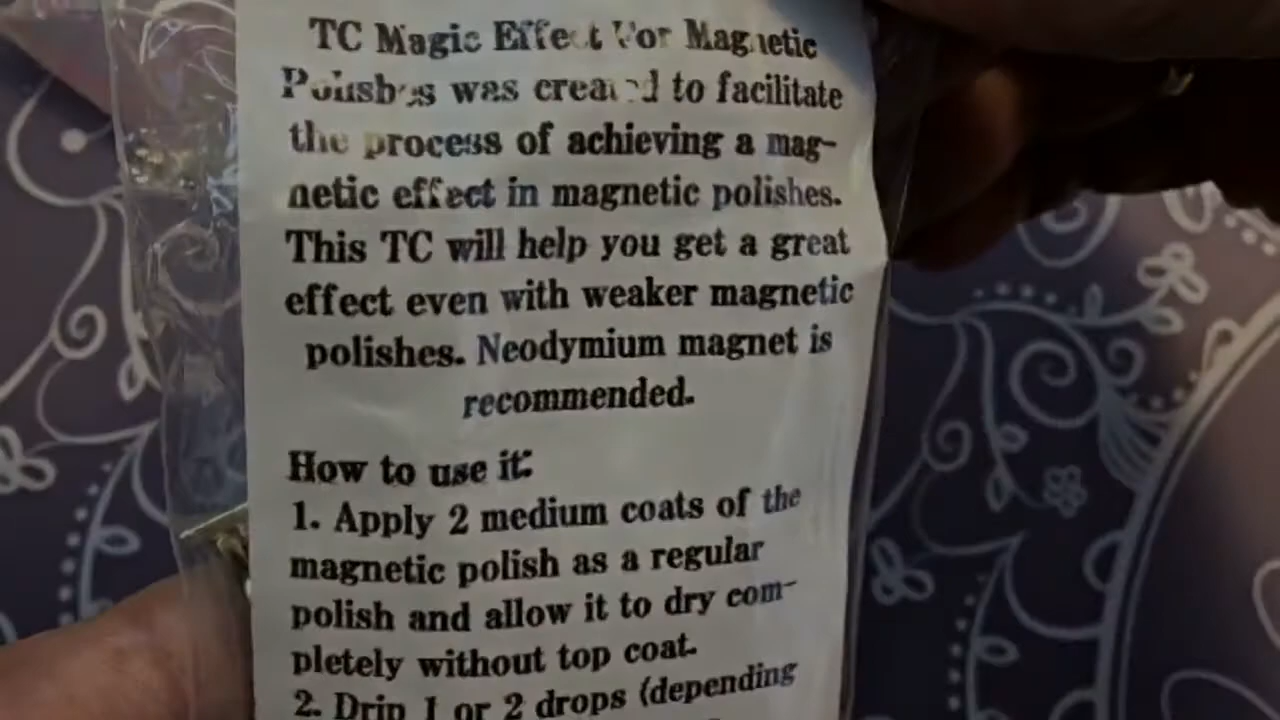 TC Magic Effect For Magnetic
Polishes was created to facilitate
the process of achieving a mag-
netic effect in magnetic polishes.
This TC will help you get a great
effect even with weaker magnetic
polishes. Neodymium magnet is
recommended.
How to use it:
1. Apply 2 medium coats of the
magnetic polish as a regular
polish and allow it to dry com-
pletely without top coat.
2. Drip 1 or 2 drops (depending